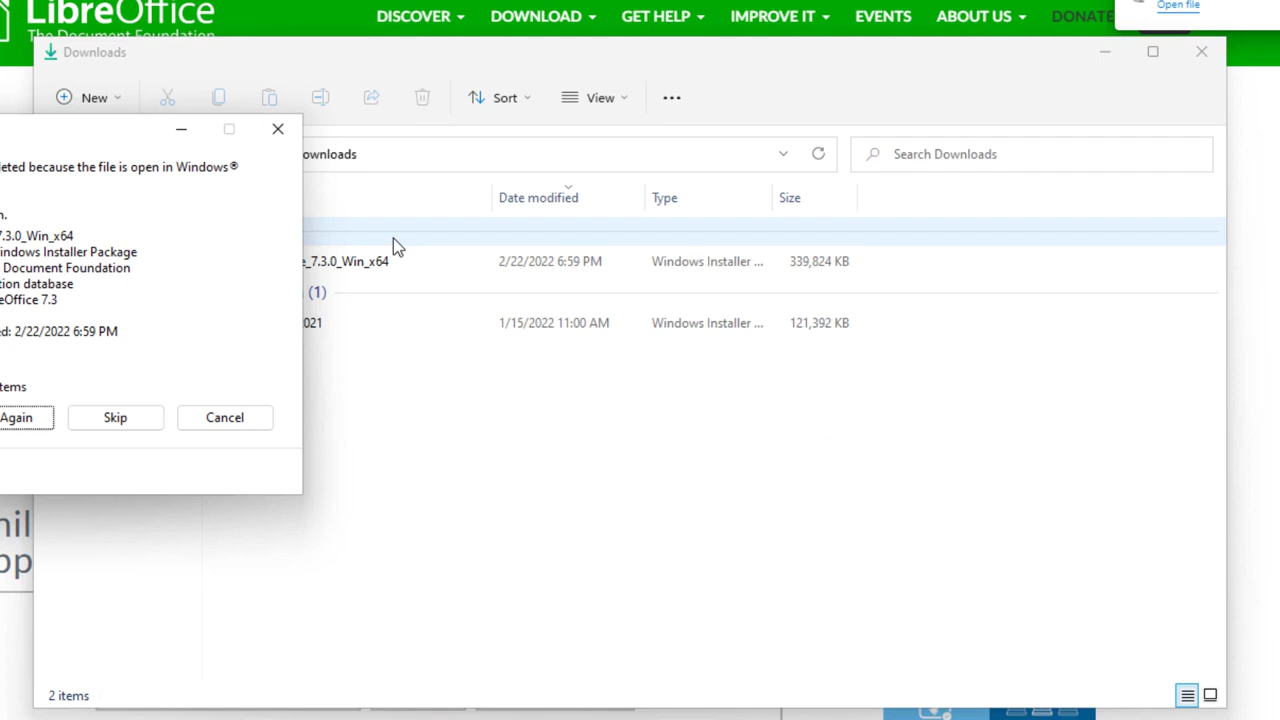 LibreOffice
The Document Foundation
DISCOVER DOWNLOAD GET HELP IMPROVE IT EVENTS ABOUT US DONATE
Open file
Downloads
New Sort View
ownloads
Search Downloads
Date modified Type Size
e_7.3.0_Win_x64 2/22/2022 6:59 PM Windows Installer ... 339,824 KB
(1)
021 1/15/2022 11:00 AM Windows Installer ... 121,392 KB
eted because the file is open in Windows®
n.
7.3.0_Win_x64
indows Installer Package
Document Foundation
tion database
eOffice 7.3
ed: 2/22/2022 6:59 PM
tems
Again Skip Cancel
nil
pp
2 items